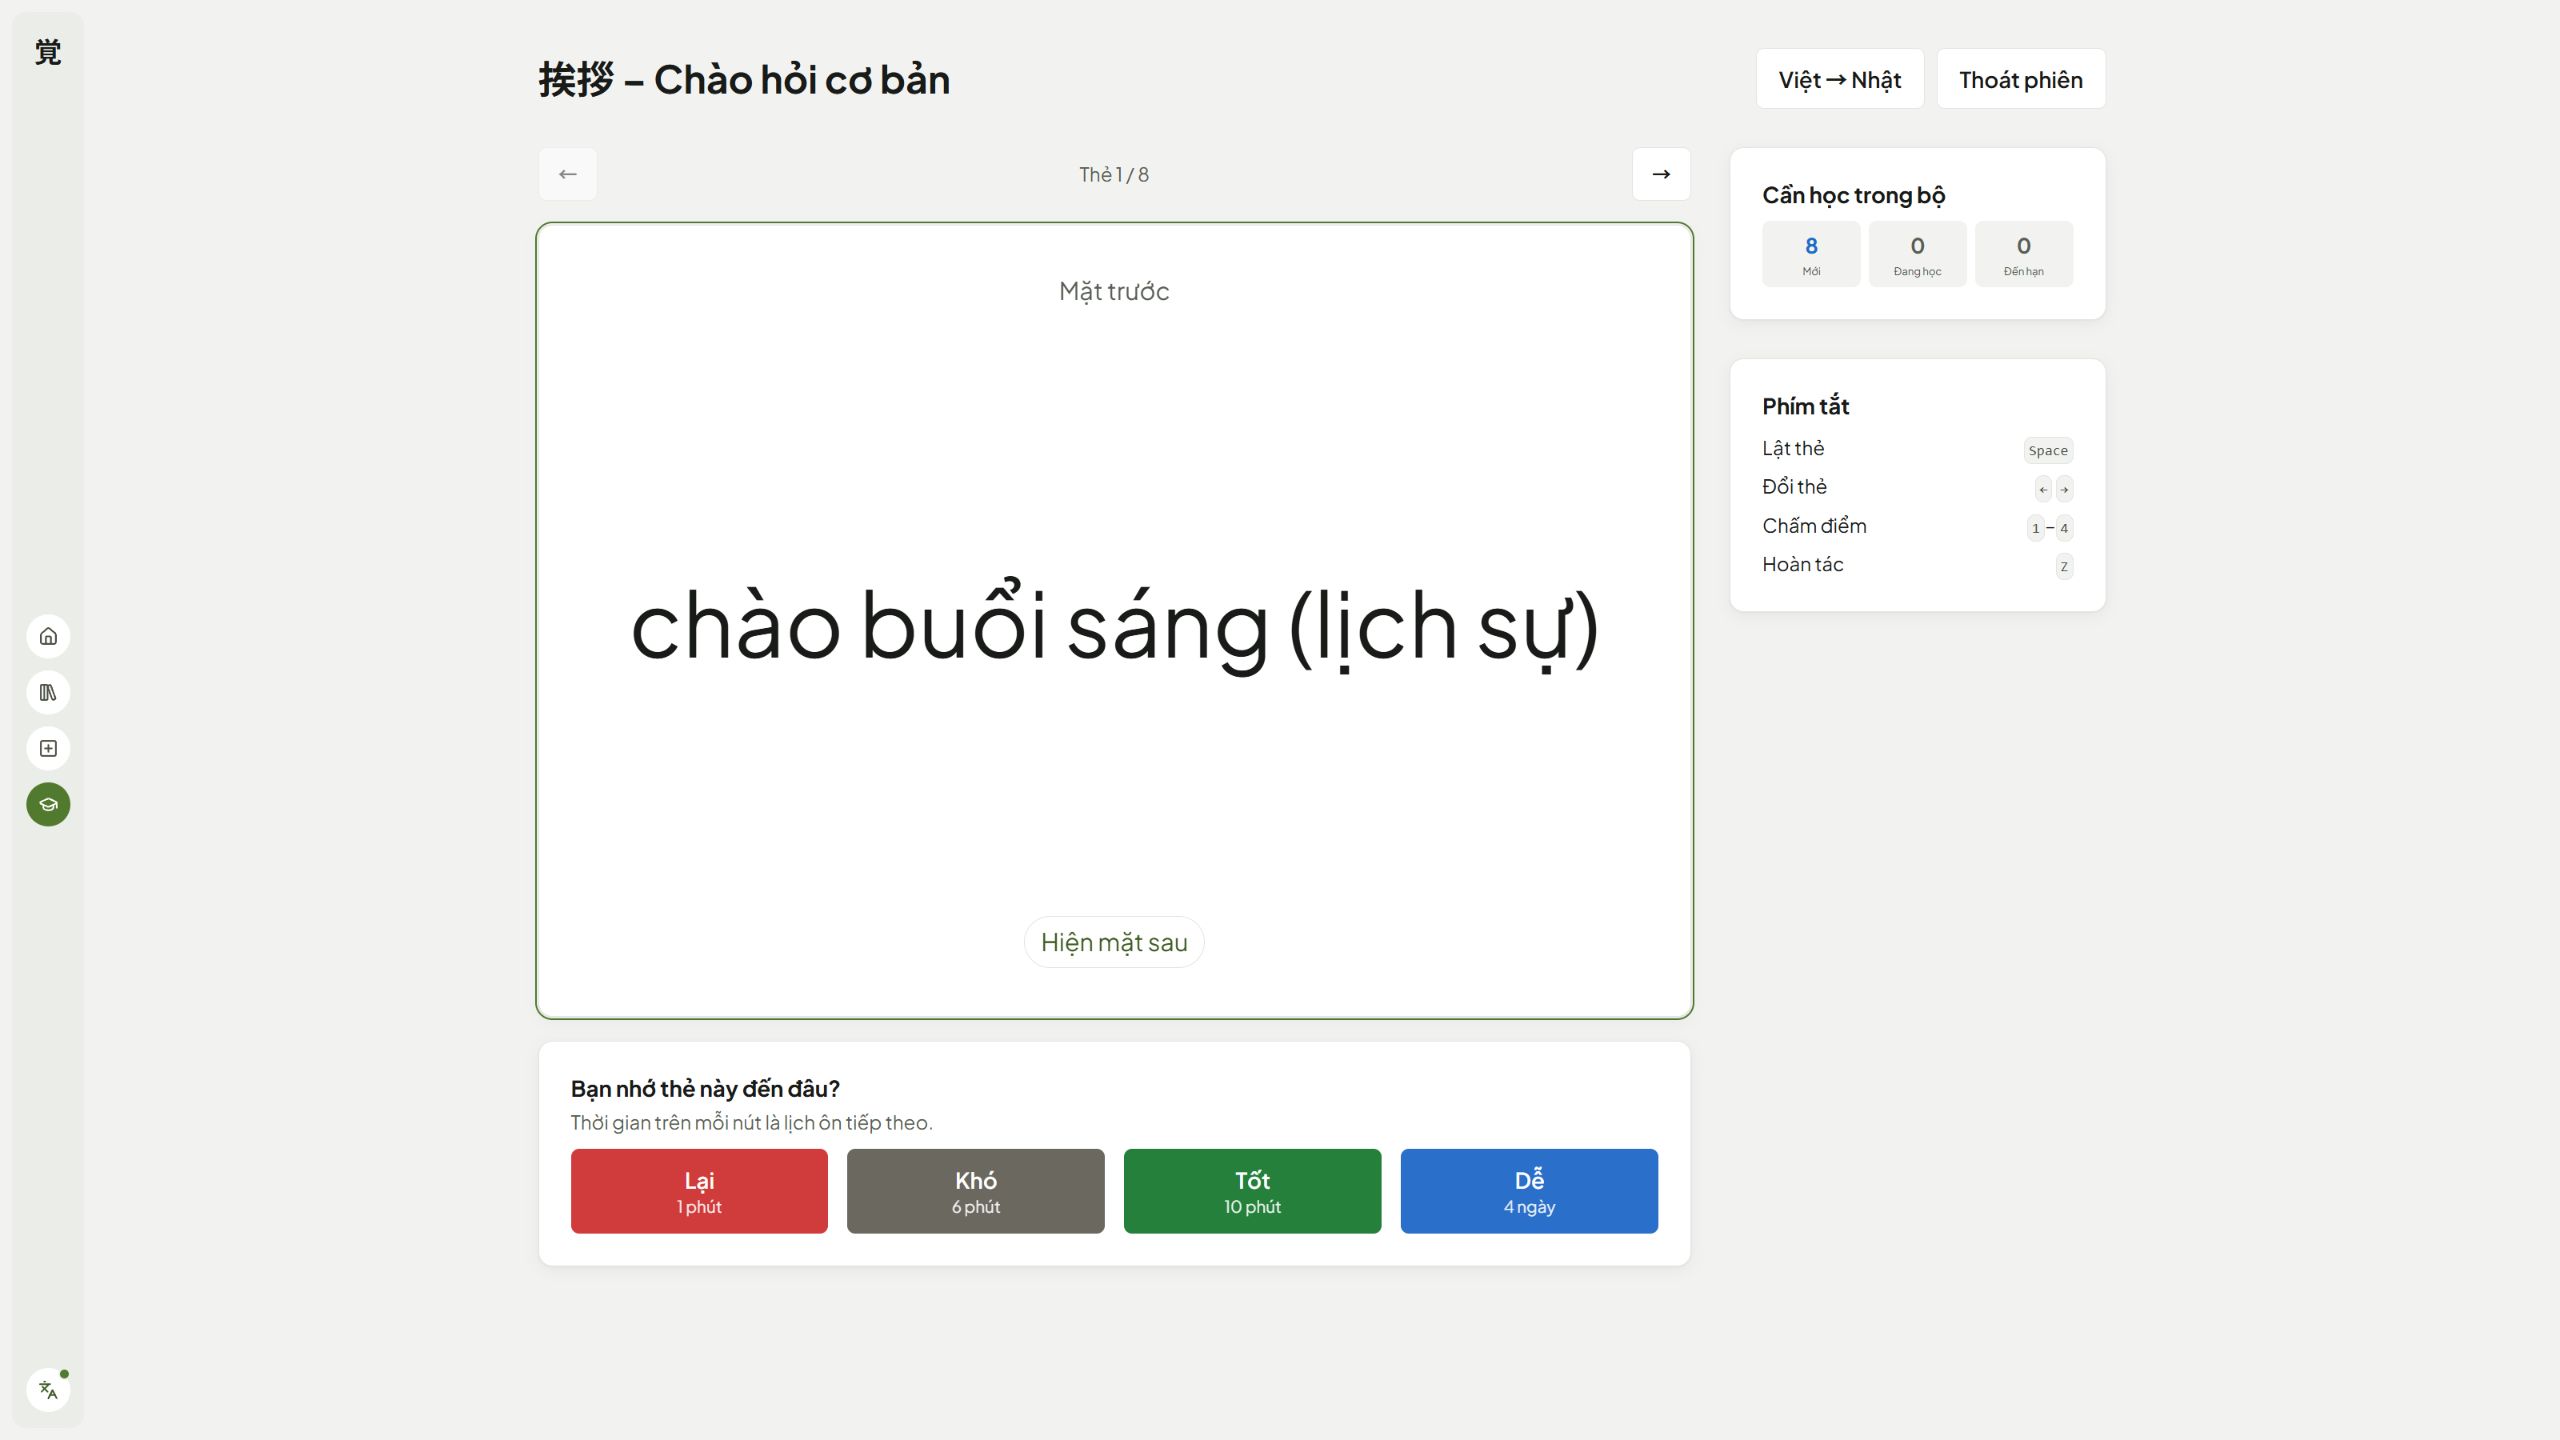 覚
挨拶 – Chào hỏi cơ bản
Việt → Nhật
Thoát phiên
←
Thẻ 1 / 8
→
Mặt trước
chào buổi sáng (lịch sự)
Hiện mặt sau
Bạn nhớ thẻ này đến đâu?
Thời gian trên mỗi nút là lịch ôn tiếp theo.
Lại
1 phút
Khó
6 phút
Tốt
10 phút
Dễ
4 ngày
Cần học trong bộ
8
Mới
0
Đang học
0
Đến hạn
Phím tắt
Lật thẻ Space
Đổi thẻ ← →
Chấm điểm 1 – 4
Hoàn tác Z